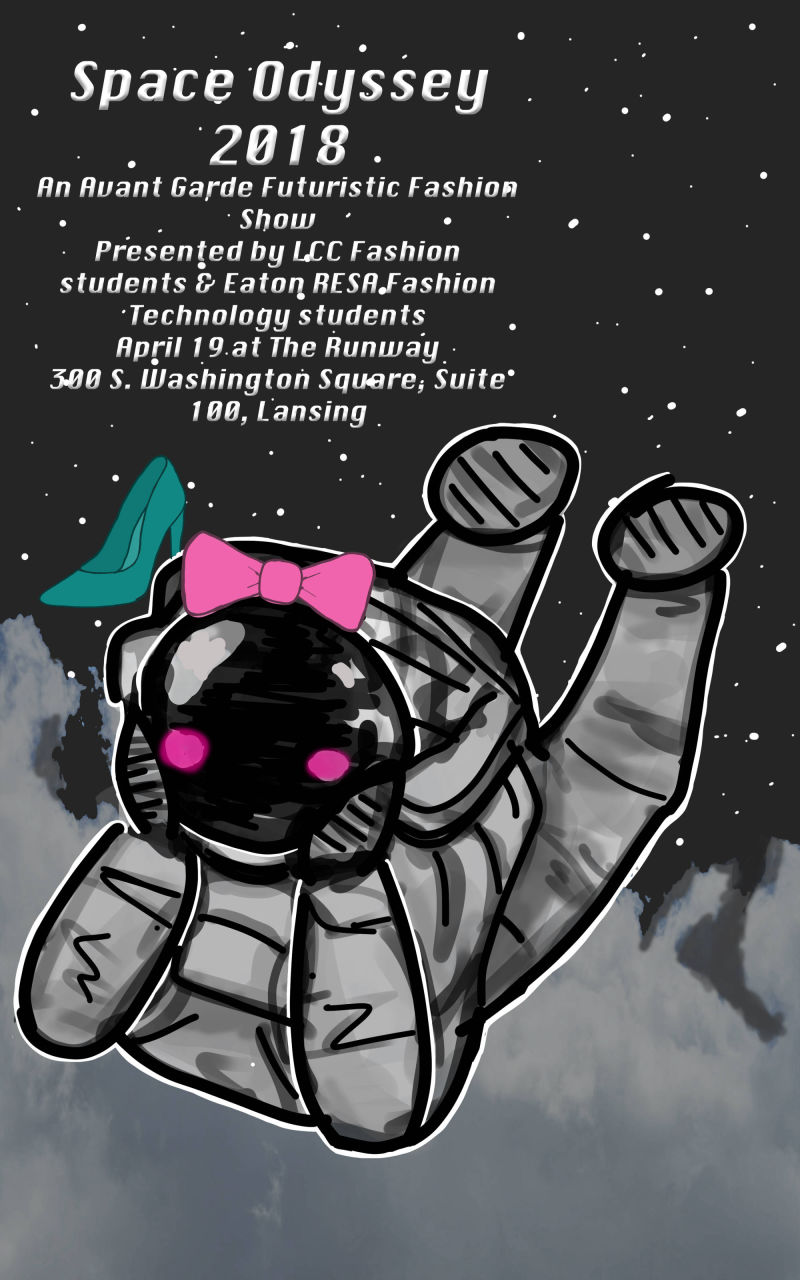 Space Odyssey
2018
An Avant Garde Futuristic Fashion
Show
Presented by LCC Fashion
students & Eaton RESA Fashion
Technology students
April 19 at The Runway
300 S. Washington Square, Suite
100, Lansing